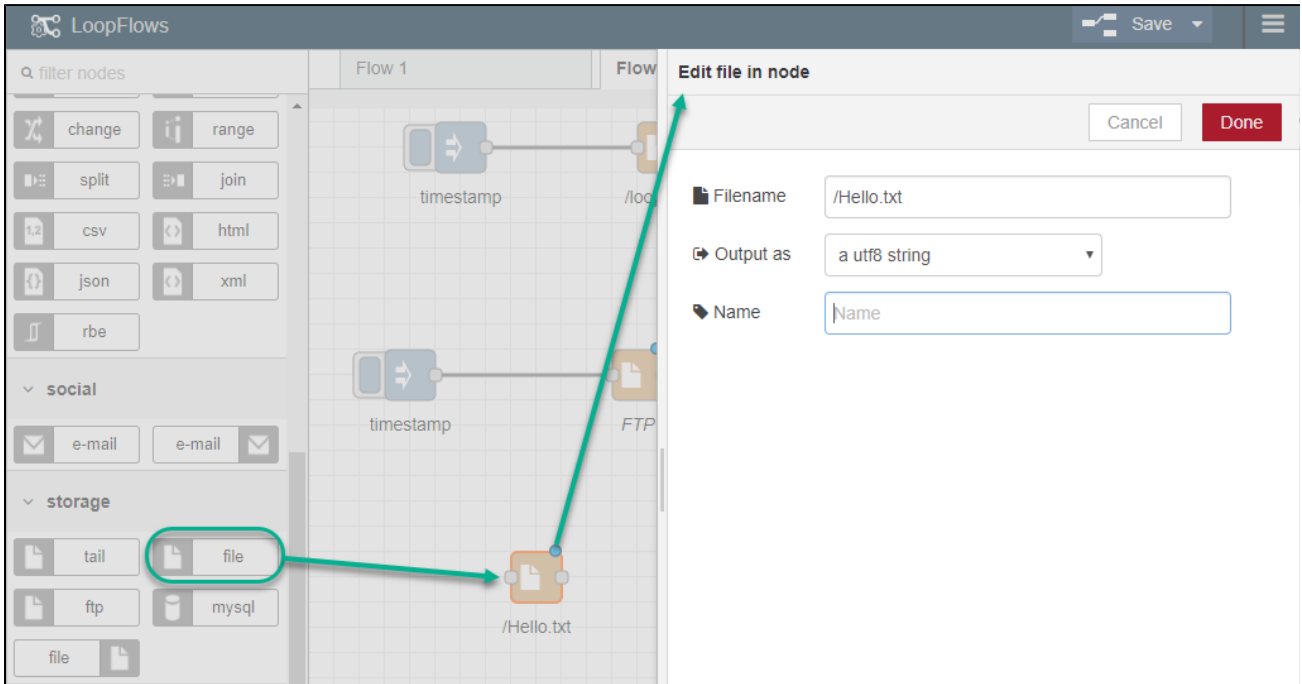 LoopFlows
Save
filter nodes
Flow 1
Flow
Edit file in node
Cancel
Done
change
range
split
join
1,2
csv
html
json
xml
rbe
social
e-mail
e-mail
storage
tail
file
ftp
mysql
file
timestamp
/loo
timestamp
FTP
/Hello.txt
Filename
/Hello.txt
Output as
a utf8 string
Name
Name